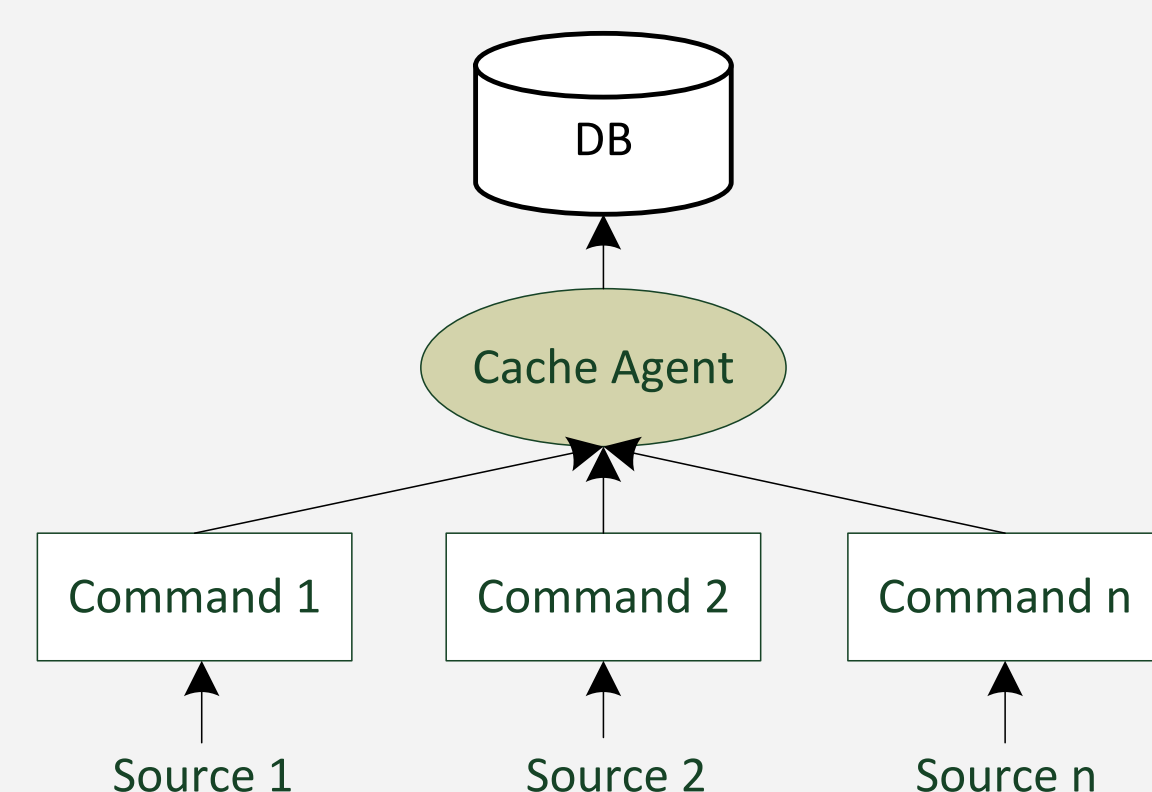 DB
Cache Agent
Command 1
Command 2
Command n
Source 1
Source 2
Source n